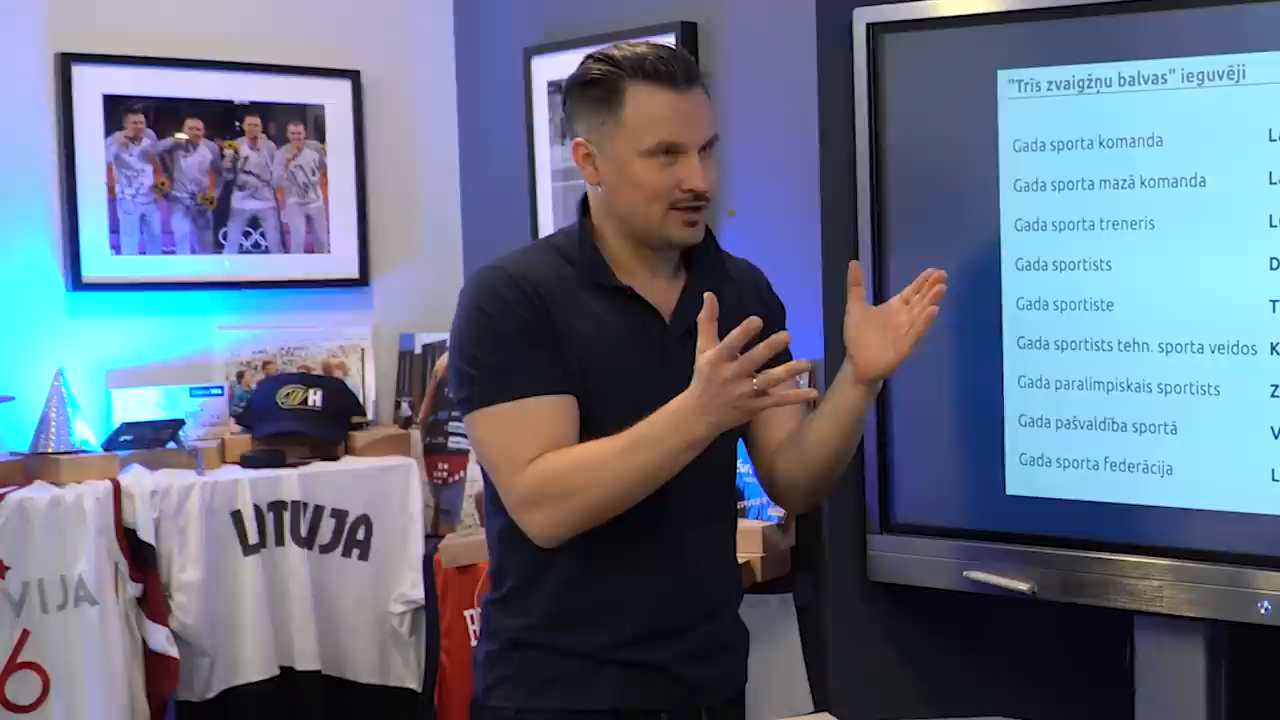 "Trīs zvaigžņu balvas" ieguvēji
Gada sporta komanda
Gada sporta mazā komanda
Gada sporta treneris
Gada sportists
Gada sportiste
Gada sportists tehn. sporta veidos
Gada paralimpiskais sportists
Gada pašvaldība sportā
Gada sporta federācija
L
L
L
D
T
K
Z
V
L
H
LATVIJA
VIJA
6